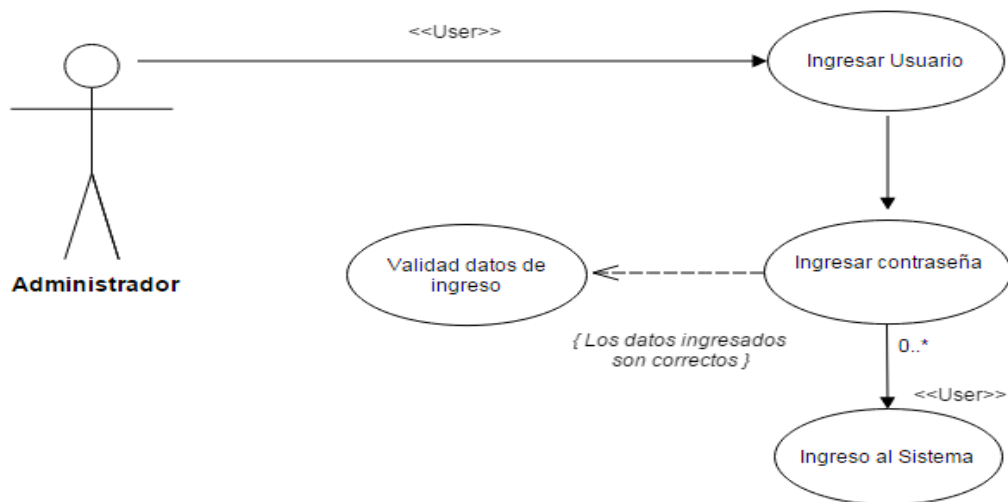 <<User>>
Ingresar Usuario
Administrador
Validad datos de
ingreso
Ingresar contraseña
{ Los datos ingresados
son correctos }
0..*
<<User>>
Ingreso al Sistema